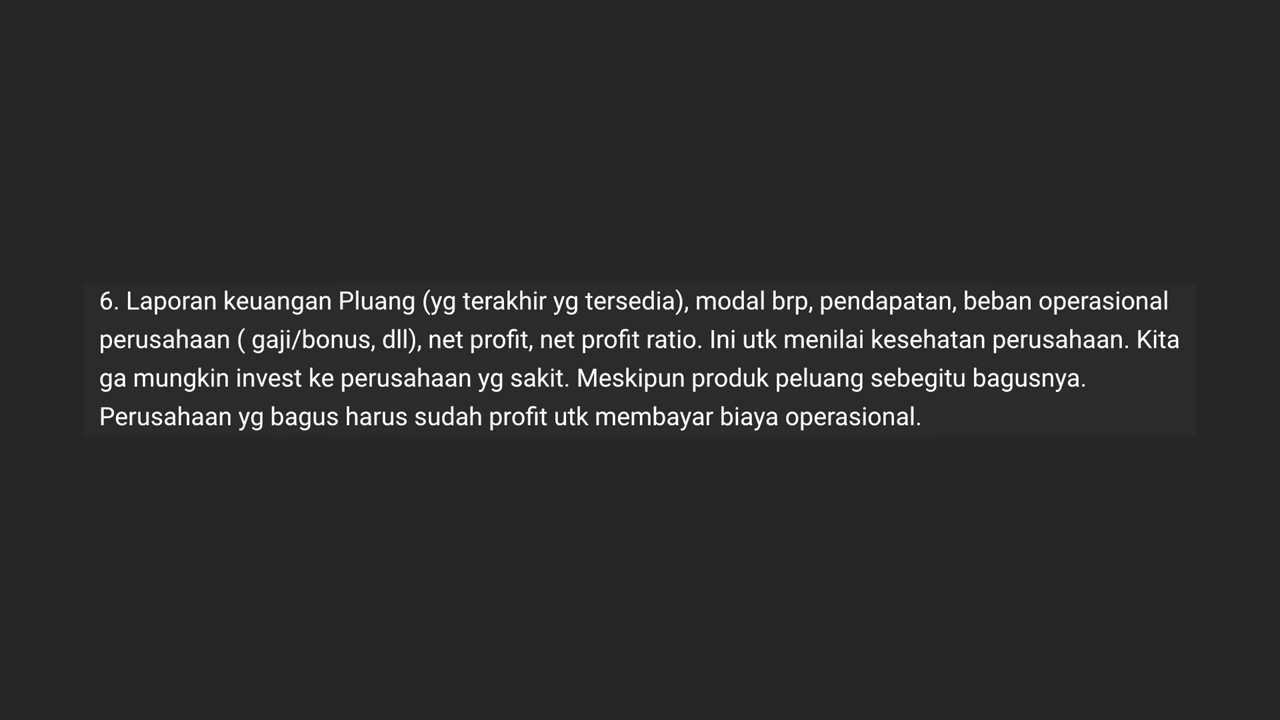 6. Laporan keuangan Pluang (yg terakhir yg tersedia), modal brp, pendapatan, beban operasional
perusahaan ( gaji/bonus, dll), net profit, net profit ratio. Ini utk menilai kesehatan perusahaan. Kita
ga mungkin invest ke perusahaan yg sakit. Meskipun produk peluang sebegitu bagusnya.
Perusahaan yg bagus harus sudah profit utk membayar biaya operasional.